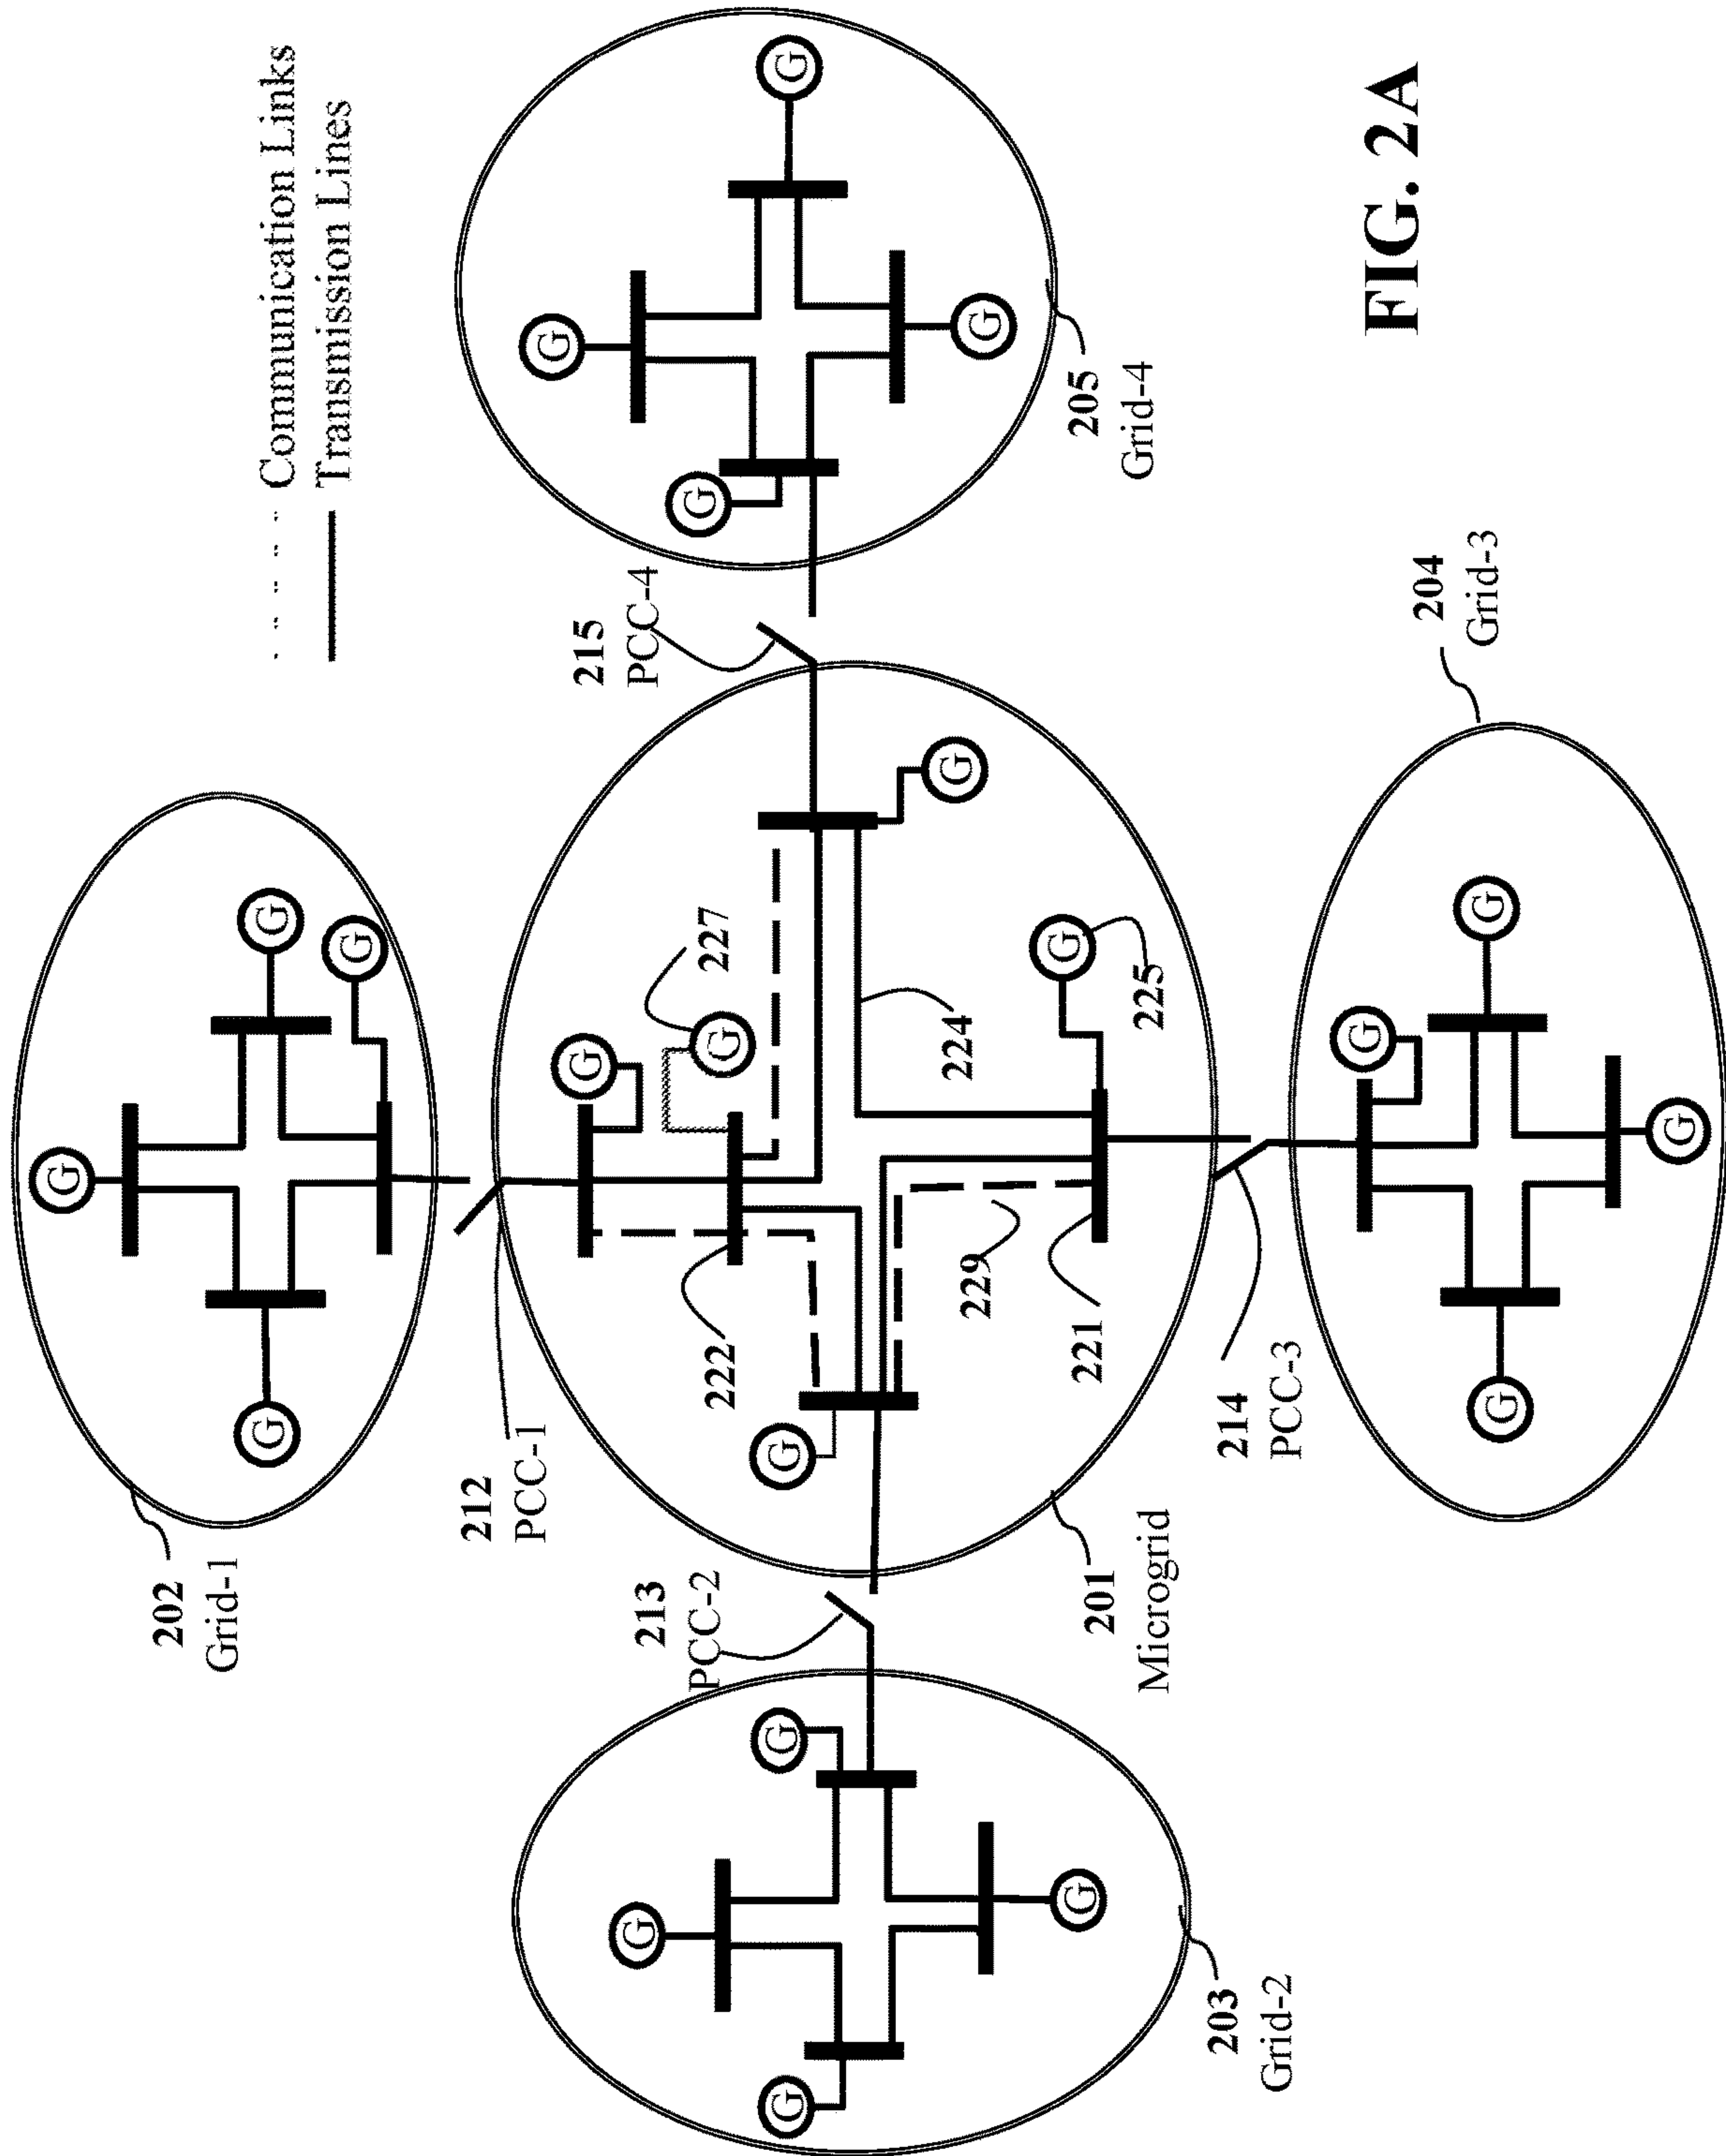 Communication Links
Transmission Lines
202
Grid-1
G
G
G
G
212
PCC-1
213
PCC-2
215
PCC-4
G
G
G
G
G
222
G
227
G
G
224
229
G
221
225
201
Microgrid
G
G
G
G
203
Grid-2
G
G
G
205
Grid-4
214
PCC-3
204
Grid-3
G
G
G
G
FIG. 2A